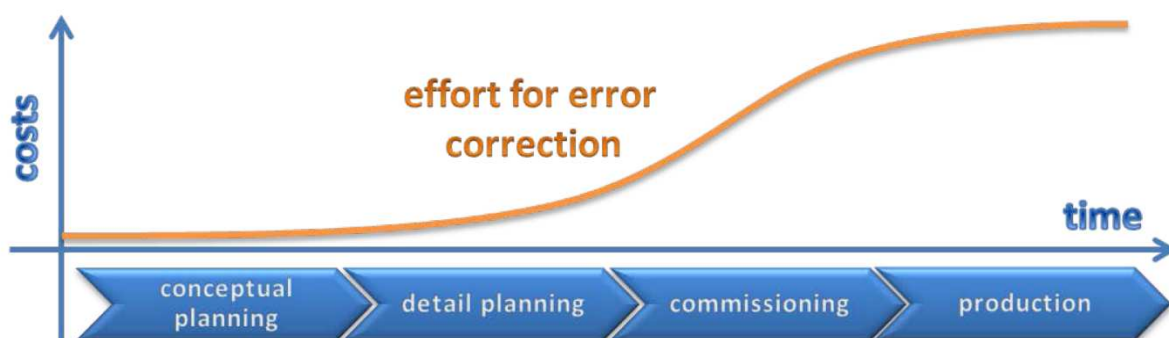 costs
effort for error
correction
time
conceptual
planning
detail planning
commissioning
production